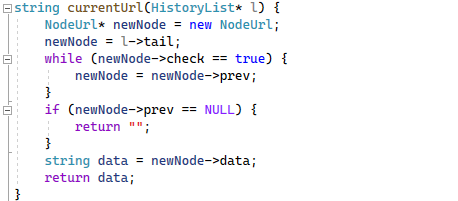 string currentUrl(HistoryList* l) {
    NodeUrl* newNode = new NodeUrl;
    newNode = l->tail;
    while (newNode->check == true) {
        newNode = newNode->prev;
    }
    if (newNode->prev == NULL) {
        return "";
    }
    string data = newNode->data;
    return data;
}